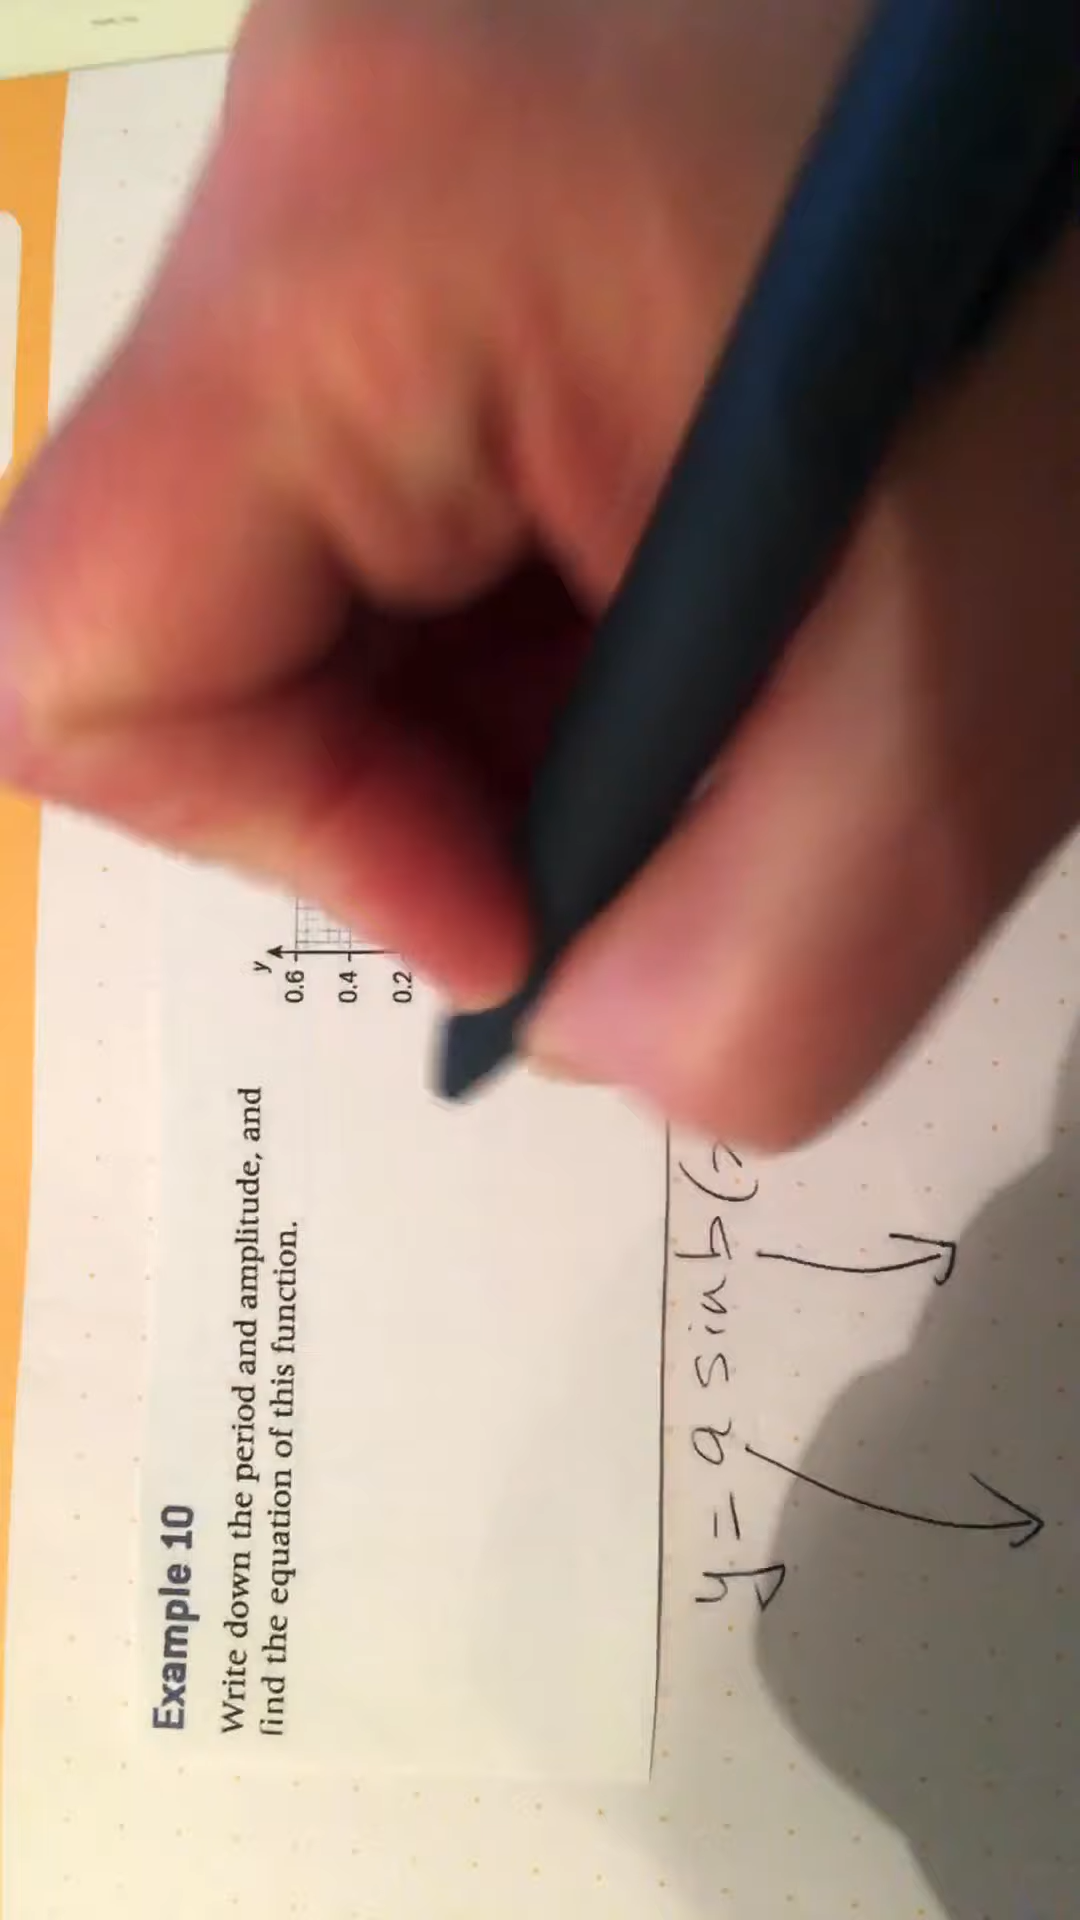 Example 10
Write down the period and amplitude, and
find the equation of this function.
y
0.6
0.4
0.2
y = a sin b (